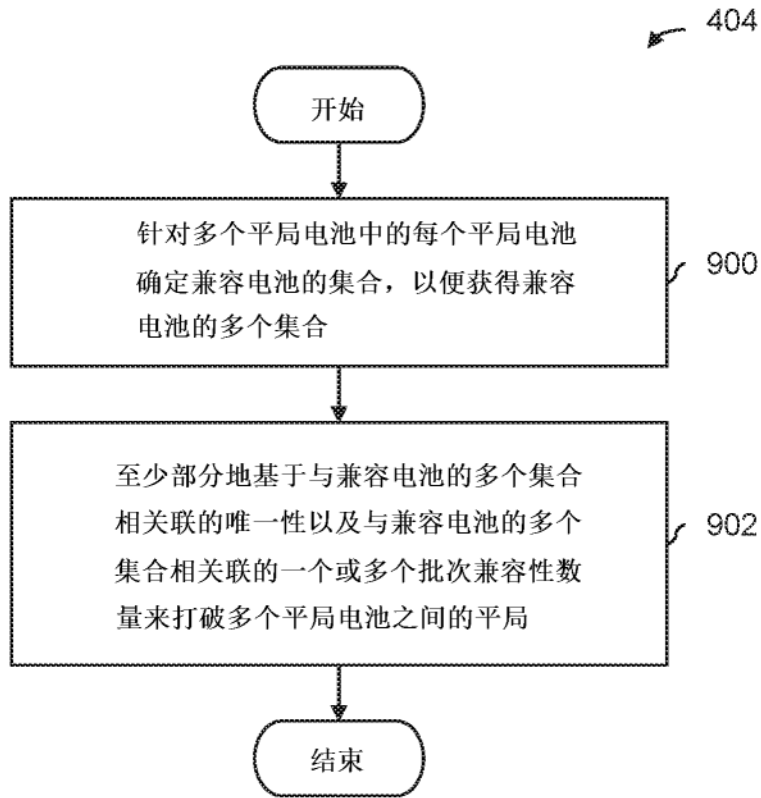 404
开始
针对多个平局电池中的每个平局电池
确定兼容电池的集合，以便获得兼容
电池的多个集合
900
至少部分地基于与兼容电池的多个集合
相关联的唯一性以及与兼容电池的多个
集合相关联的一个或多个批次兼容性数
量来打破多个平局电池之间的平局
902
结束